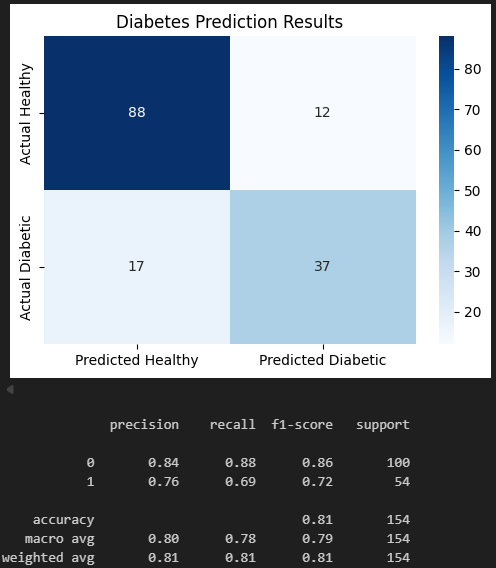 Diabetes Prediction Results
Actual Healthy
88 12
80
70
60
50
40
30
20
Actual Diabetic
17 37
Predicted Healthy Predicted Diabetic
precision recall f1-score support
0 0.84 0.88 0.86 100
1 0.76 0.69 0.72 54
accuracy 0.81 154
macro avg 0.80 0.78 0.79 154
weighted avg 0.81 0.81 0.81 154